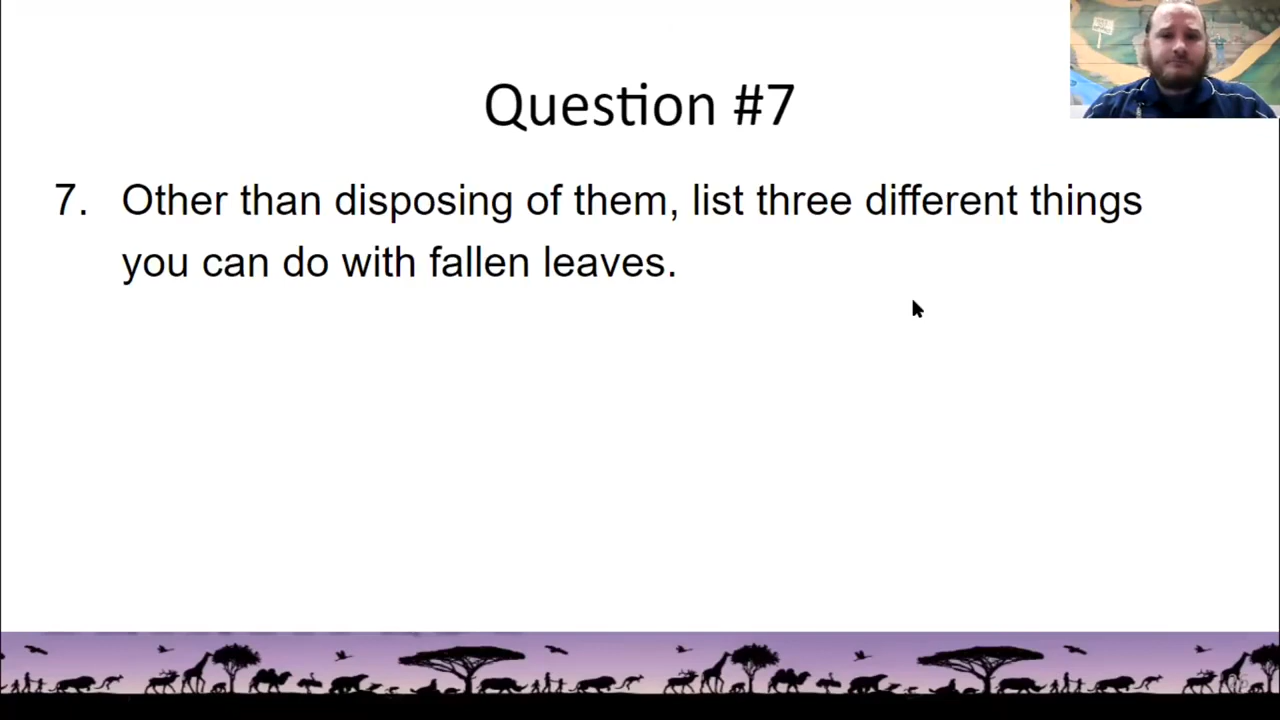 Question #7
7. Other than disposing of them, list three different things
you can do with fallen leaves.